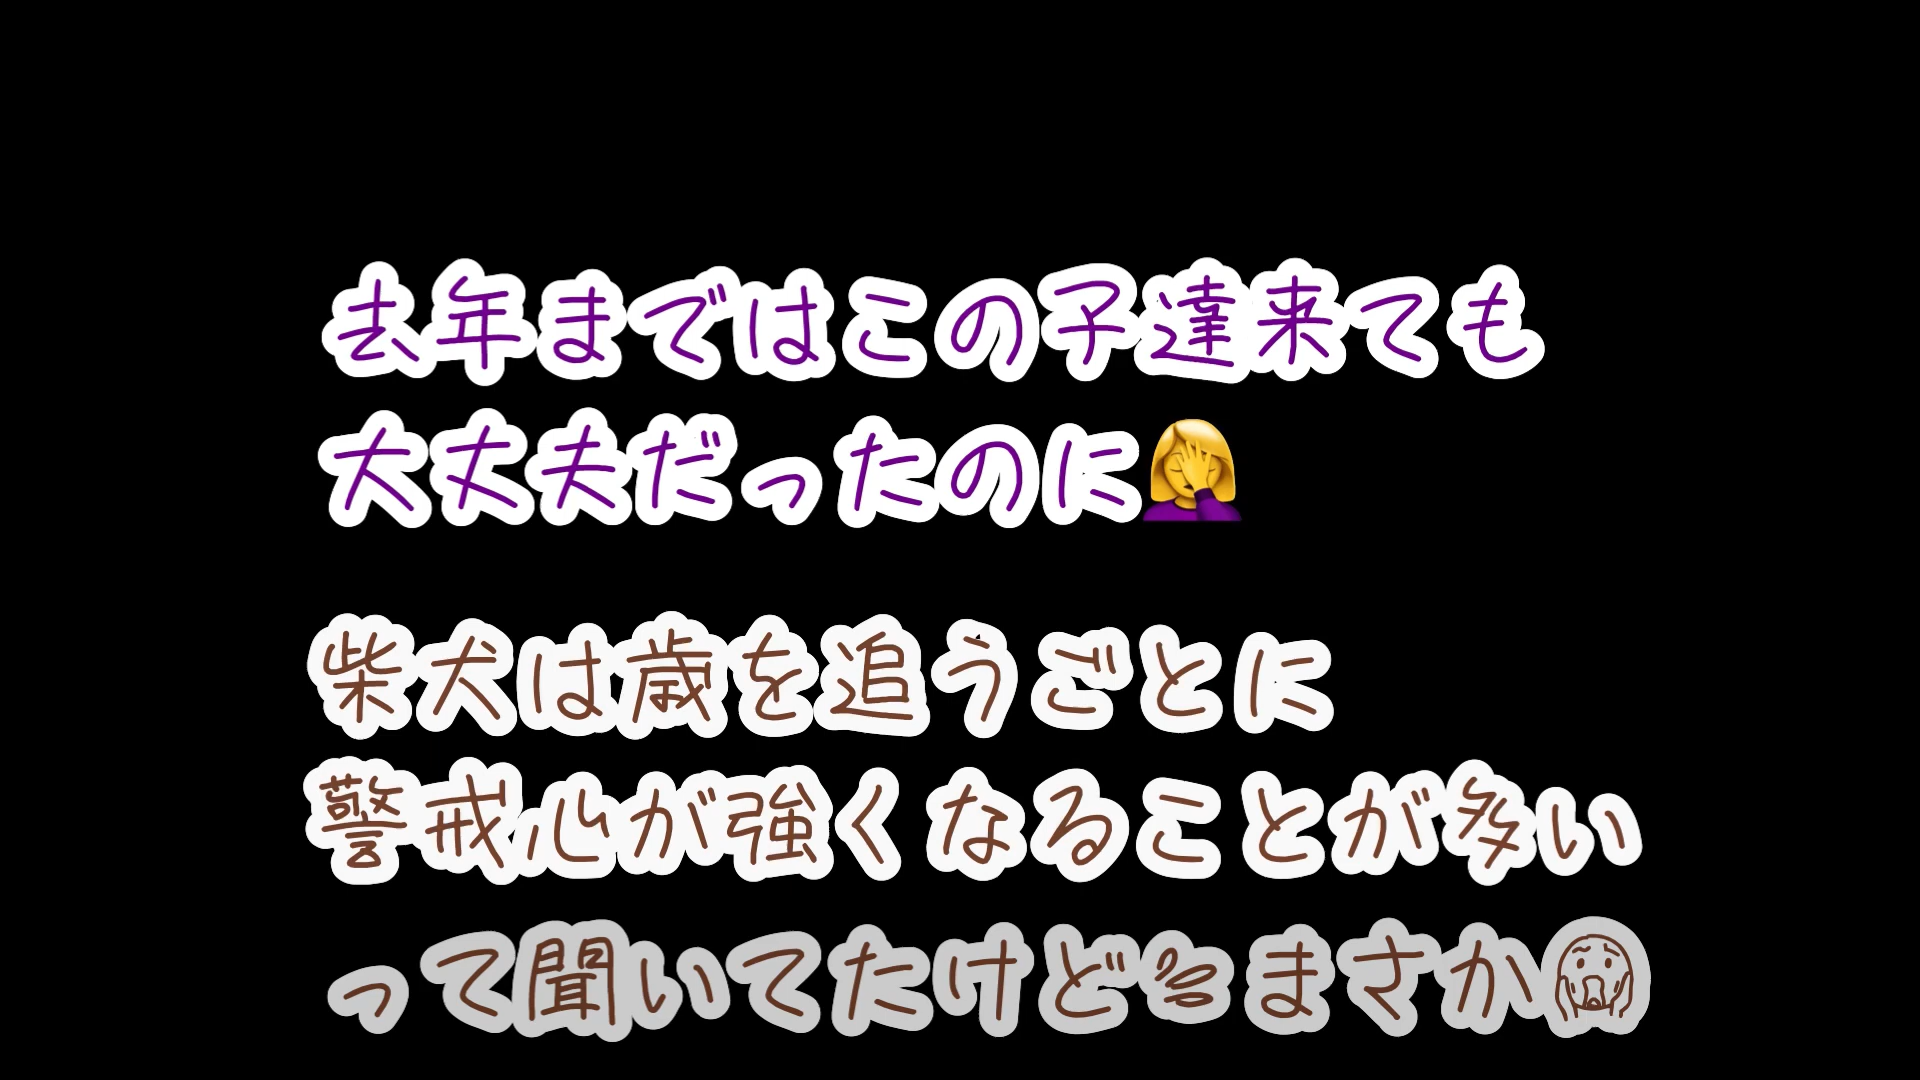 去年まではこの子達来ても
大丈夫だったのに🤦‍♀️
柴犬は歳を追うごとに
警戒心が強くなることが多い
って聞いてたけど💦まさか😱